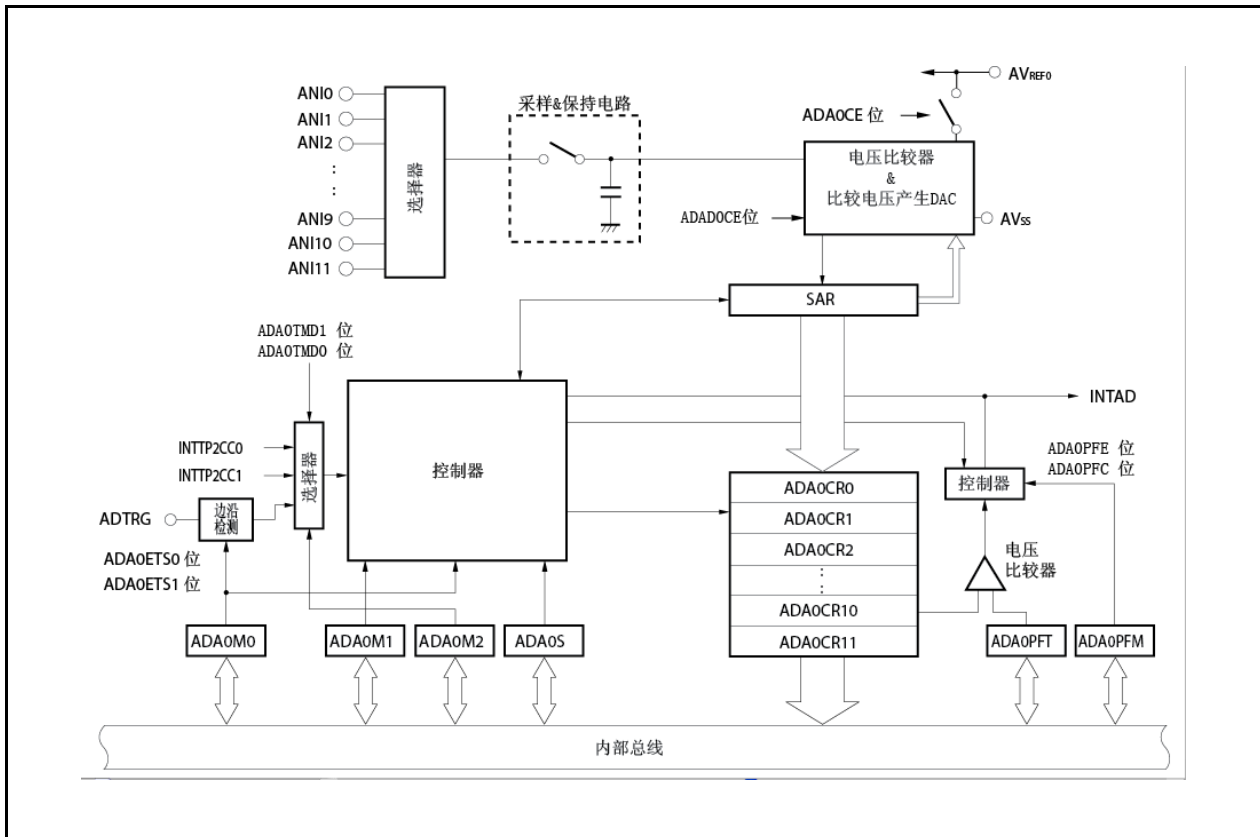 ANI0
ANI1
ANI2
ANI9
ANI10
ANI11
选择器
采样&保持电路
AVREF0
ADA0CE 位
电压比较器
&
比较电压产生DAC
ADAD0CE位
AVSS
SAR
ADA0TMD1 位
ADA0TMD0 位
INTTP2CC0
INTTP2CC1
选择器
ADTRG
边沿
检测
ADA0ETS0 位
ADA0ETS1 位
控制器
INTAD
ADA0PFE 位
ADA0PFC 位
控制器
电压
比较器
ADA0CR0
ADA0CR1
ADA0CR2
ADA0CR10
ADA0CR11
ADA0M0
ADA0M1
ADA0M2
ADA0S
ADA0PFT
ADA0PFM
内部总线